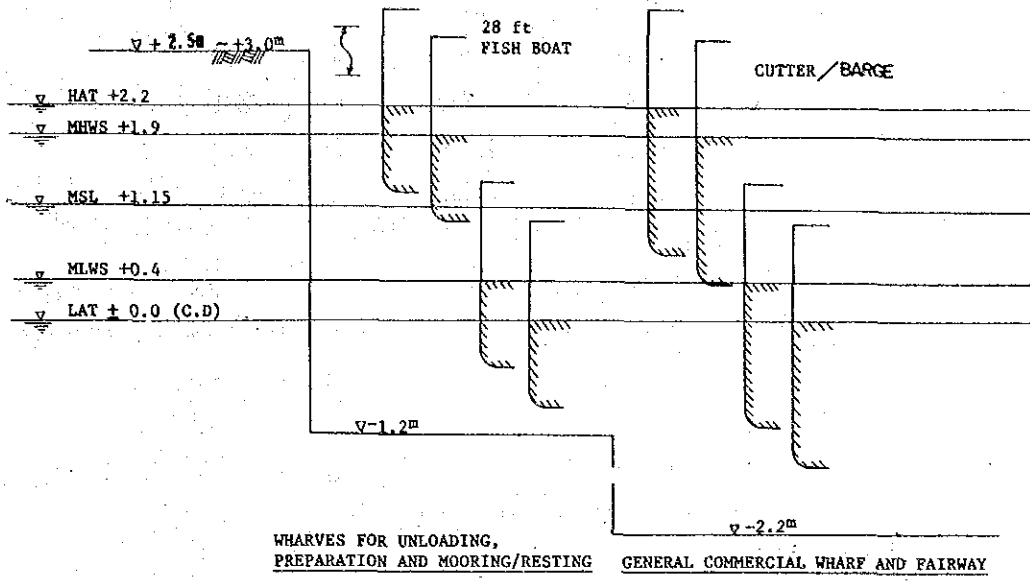 28 ft
FISH BOAT
▽ + 2.5m ~ +3.0m
CUTTER/BARGE
HAT +2.2
MHWS +1.9
MSL +1.15
MLWS +0.4
LAT ± 0.0 (C.D)
▽-1.2m
▽-2.2m
WHARVES FOR UNLOADING,
PREPARATION AND MOORING/RESTING
GENERAL COMMERCIAL WHARF AND FAIRWAY